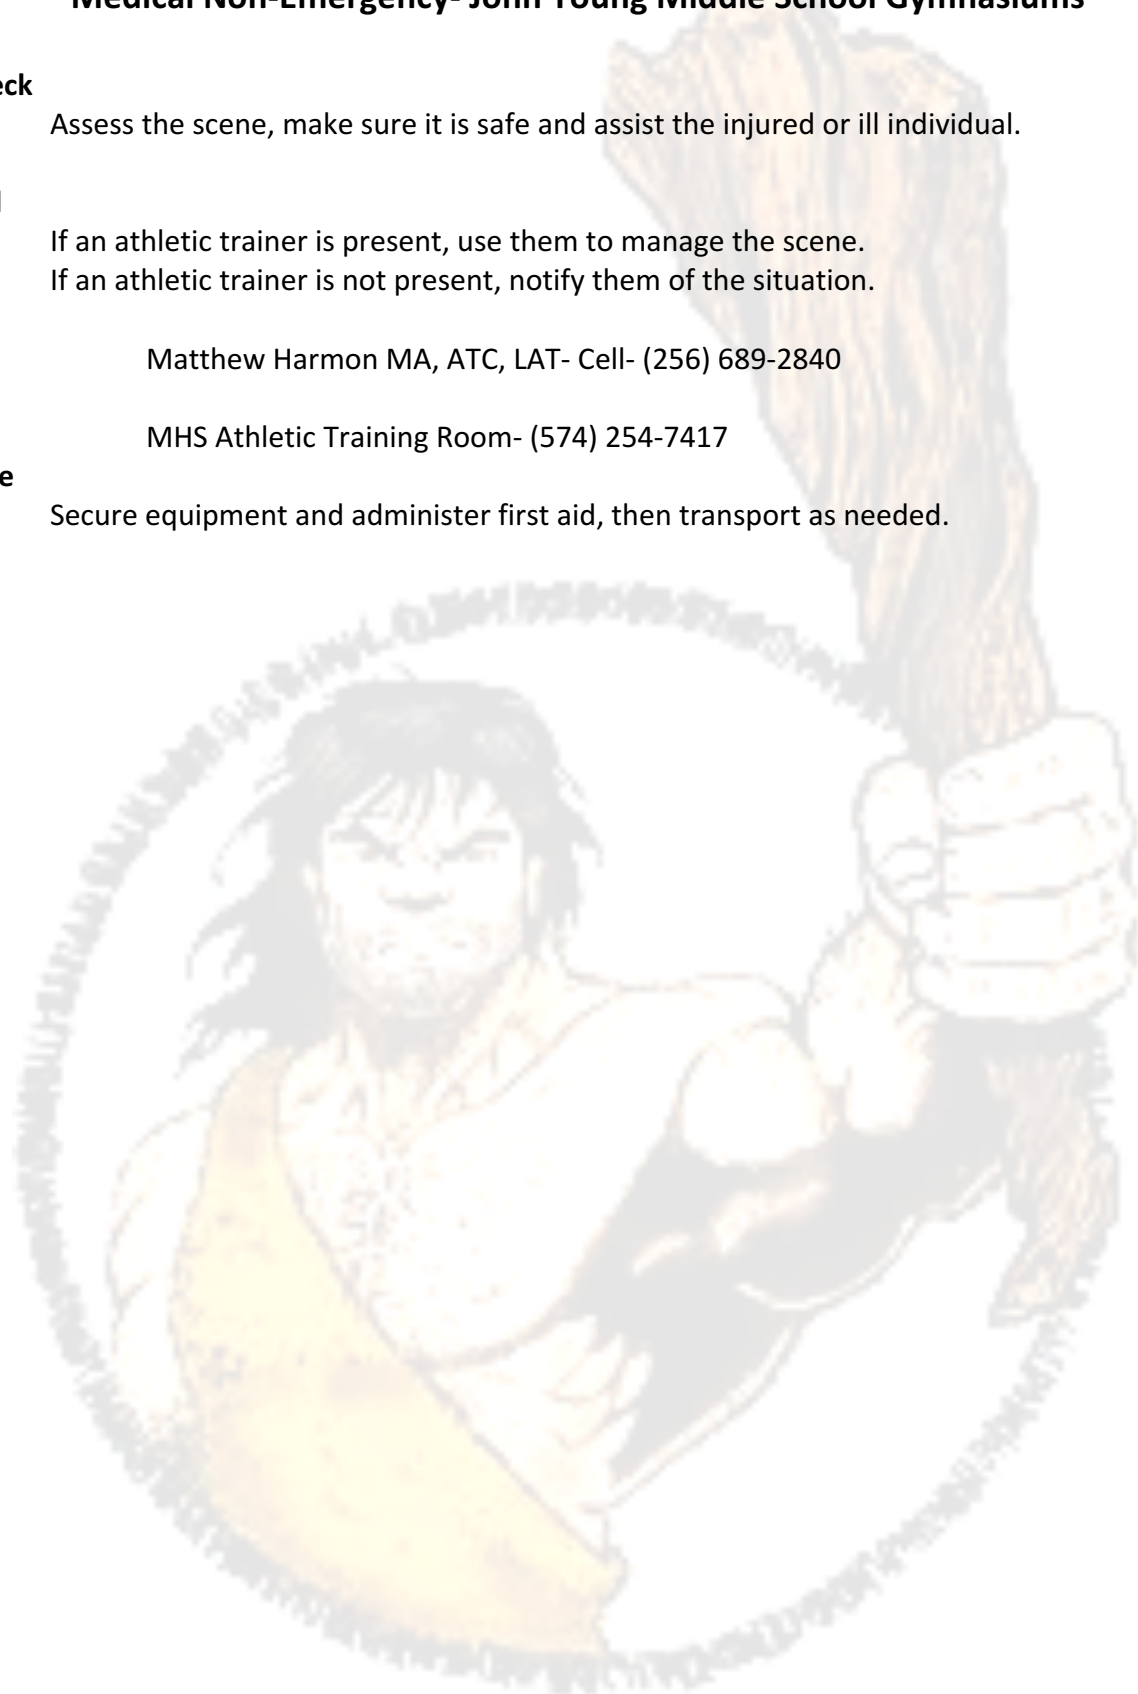 Medical Non-Emergency- John Young Middle School Gymnasiums
eck
Assess the scene, make sure it is safe and assist the injured or ill individual.
l
If an athletic trainer is present, use them to manage the scene.
If an athletic trainer is not present, notify them of the situation.
Matthew Harmon MA, ATC, LAT- Cell- (256) 689-2840
MHS Athletic Training Room- (574) 254-7417
e
Secure equipment and administer first aid, then transport as needed.